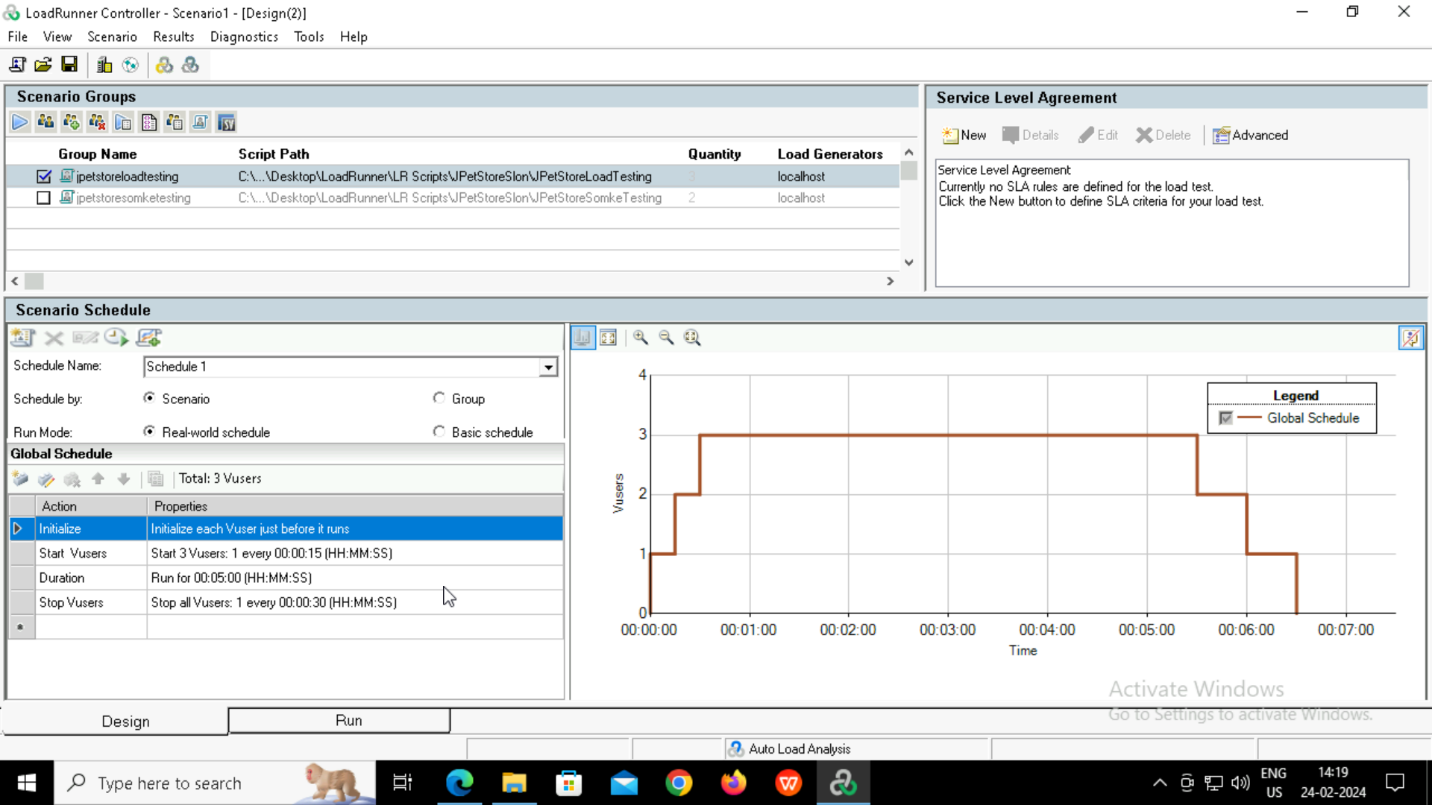 LoadRunner Controller - Scenario1 - [Design(2)]
File View Scenario Results Diagnostics Tools Help
Scenario Groups
Group Name Script Path Quantity Load Generators
jpetstoreloadtesting C:\...\Desktop\LoadRunner\LR Scripts\JPetStoreSlon\JPetStoreLoadTesting 3 localhost
jpetstoresomketesting C:\...\Desktop\LoadRunner\LR Scripts\JPetStoreSlon\JPetStoreSomkeTesting 2 localhost
Service Level Agreement
New Details Edit Delete Advanced
Service Level Agreement
Currently no SLA rules are defined for the load test.
Click the New button to define SLA criteria for your load test.
Scenario Schedule
Schedule Name: Schedule 1
Schedule by: Scenario Group
Run Mode: Real-world schedule Basic schedule
Global Schedule
Total: 3 Vusers
Action Properties
Initialize Initialize each Vuser just before it runs
Start Vusers Start 3 Vusers: 1 every 00:00:15 (HH:MM:SS)
Duration Run for 00:05:00 (HH:MM:SS)
Stop Vusers Stop all Vusers: 1 every 00:00:30 (HH:MM:SS)
*
Legend
Global Schedule
Vusers
4
3
2
1
0
00:00:00 00:01:00 00:02:00 00:03:00 00:04:00 00:05:00 00:06:00 00:07:00
Time
Activate Windows
Go to Settings to activate Windows.
Design Run
Auto Load Analysis
Type here to search
ENG
US
14:19
24-02-2024